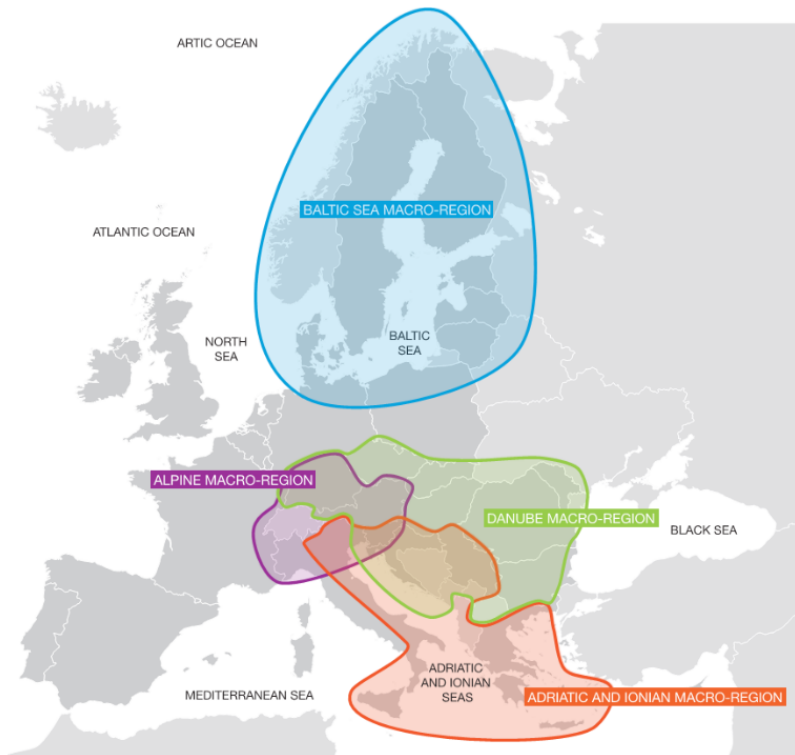 ARTIC OCEAN
BALTIC SEA MACRO-REGION
ATLANTIC OCEAN
NORTH
SEA
BALTIC
SEA
ALPINE MACRO-REGION
DANUBE MACRO-REGION
BLACK SEA
ADRIATIC
AND IONIAN
SEAS
MEDITERRANEAN SEA
ADRIATIC AND IONIAN MACRO-REGION